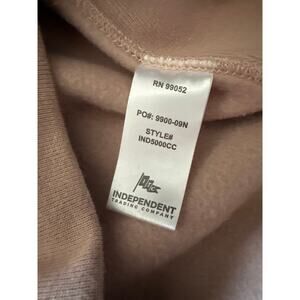 RN 99052
PO#: 9900-09N
STYLE#
IND5000CC
INDEPENDENT
TRADING COMPANY